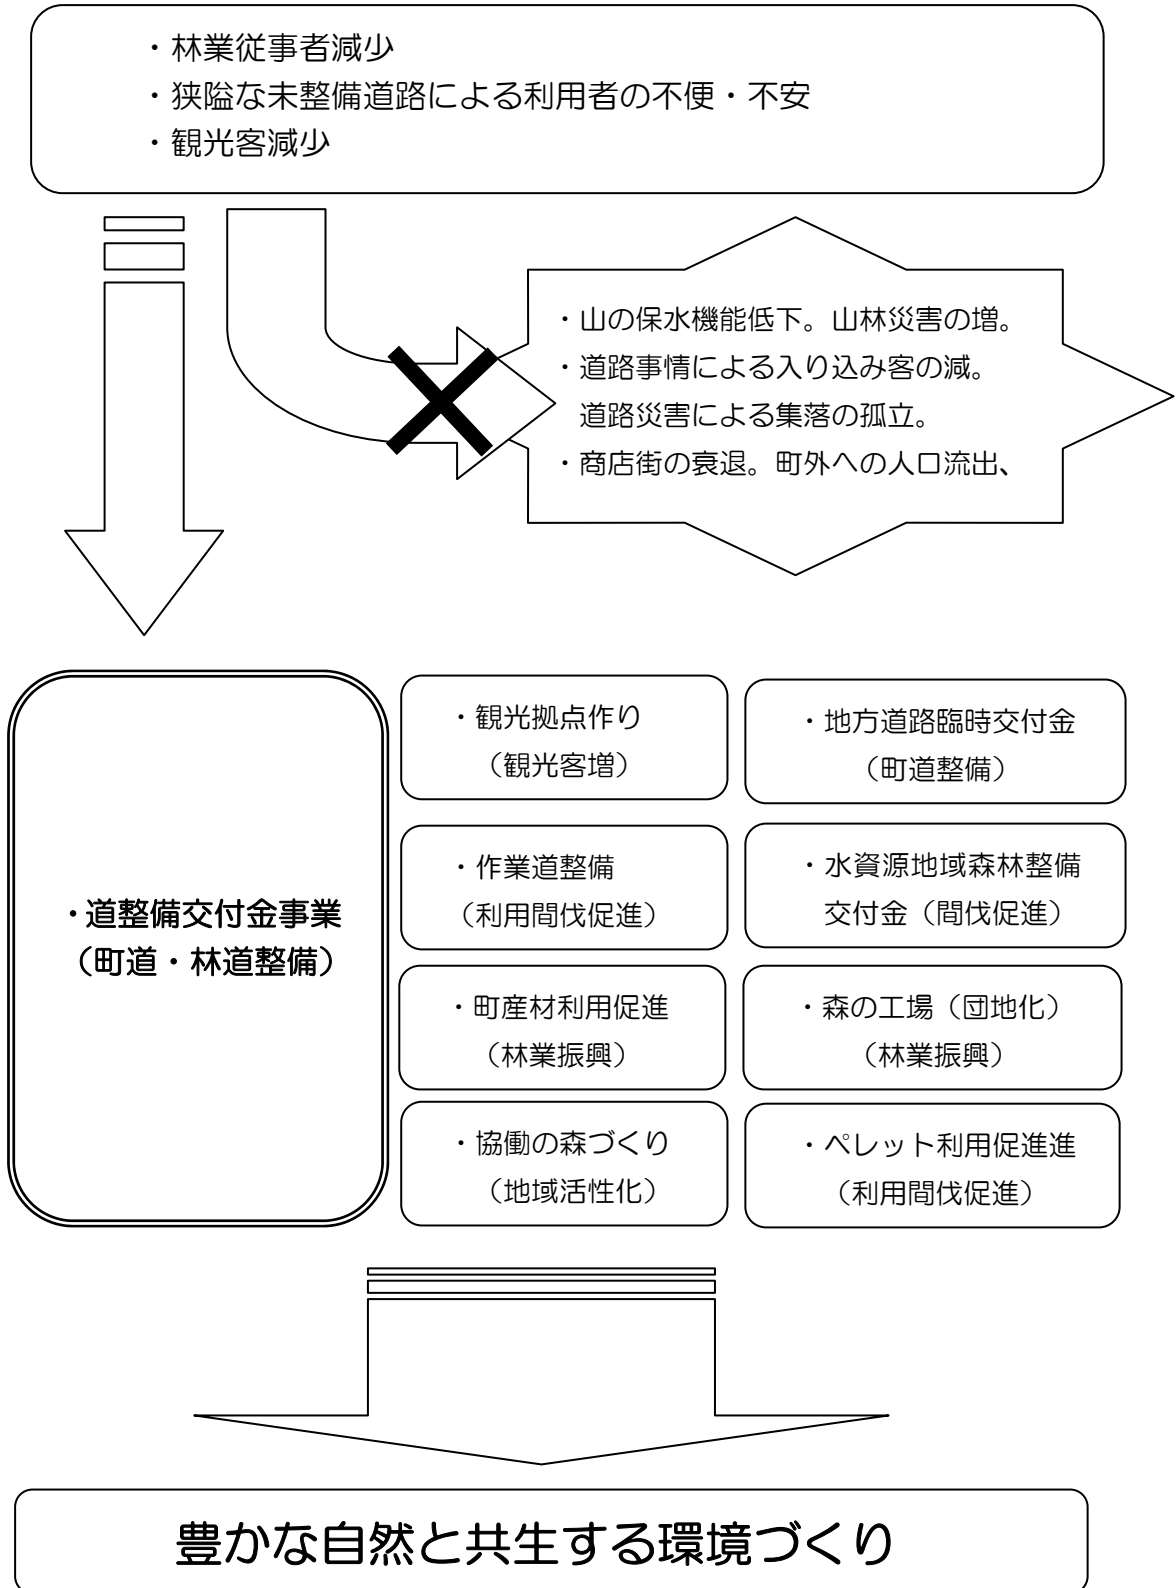 ・林業従事者減少
・狭隘な未整備道路による利用者の不便・不安
・観光客減少
・山の保水機能低下。山林災害の増。
・道路事情による入り込み客の減。
道路災害による集落の孤立。
・商店街の衰退。町外への人口流出、
・道整備交付金事業
（町道・林道整備）
・観光拠点作り
（観光客増）
・地方道路臨時交付金
（町道整備）
・作業道整備
（利用間伐促進）
・水資源地域森林整備
交付金（間伐促進）
・町産材利用促進
（林業振興）
・森の工場（団地化）
（林業振興）
・協働の森づくり
（地域活性化）
・ペレット利用促進進
（利用間伐促進）
豊かな自然と共生する環境づくり